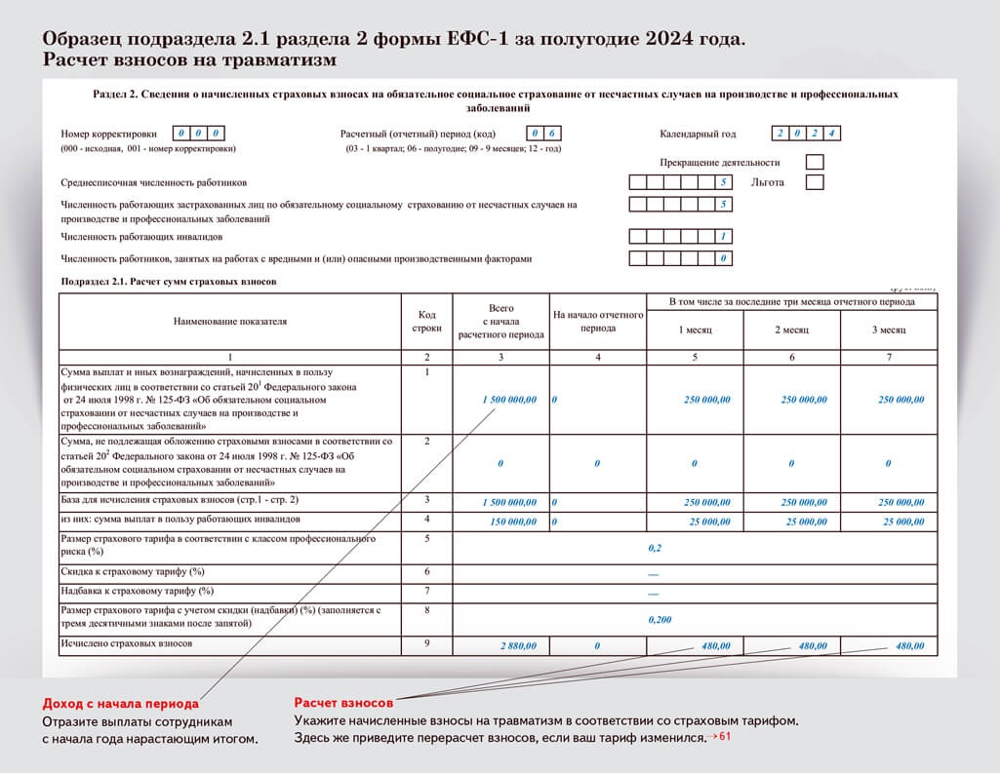 Образец подраздела 2.1 раздела 2 формы ЕФС-1 за полугодие 2024 года.
Расчет взносов на травматизм
Раздел 2. Сведения о начисленных страховых взносах на обязательное социальное страхование от несчастных случаев на производстве и профессиональных
заболеваний
Номер корректировки 0 0 0 Расчетный (отчетный) период (код) 0 6 Календарный год 2 0 2 4
(000 - исходная, 001 - номер корректировки) (03 - 1 квартал; 06 - полугодие; 09 - 9 месяцев; 12 - год)
Прекращение деятельности
Среднесписочная численность работников 5 Льгота
Численность работающих застрахованных лиц по обязательному социальному страхованию от несчастных случаев на 5
производстве и профессиональных заболеваний
Численность работающих инвалидов 1
Численность работников, занятых на работах с вредными и (или) опасными производственными факторами 0
Подраздел 2.1. Расчет сумм страховых взносов
Наименование показателя
Код
строки
Всего
с начала
расчетного периода
На начало отчетного
периода
В том числе за последние три месяца отчетного периода
1 месяц 2 месяц 3 месяц
1 2 3 4 5 6 7
Сумма выплат и иных вознаграждений, начисленных в пользу 1
физических лиц в соответствии со статьей 20¹ Федерального закона
от 24 июля 1998 г. № 125-ФЗ «Об обязательном социальном 1 500 000,00 0 250 000,00 250 000,00 250 000,00
страховании от несчастных случаев на производстве и
профессиональных заболеваний»
Сумма, не подлежащая обложению страховыми взносами в соответствии со 2
статьей 20² Федерального закона от 24 июля 1998 г. № 125-ФЗ «Об
обязательном социальном страховании от несчастных случаев на 0 0 0 0 0
производстве и профессиональных заболеваний»
База для исчисления страховых взносов (стр.1 - стр. 2) 3 1 500 000,00 0 250 000,00 250 000,00 250 000,00
из них: сумма выплат в пользу работающих инвалидов 4 150 000,00 0 25 000,00 25 000,00 25 000,00
Размер страхового тарифа в соответствии с классом профессионального 5
риска (%) 0,2
Скидка к страховому тарифу (%) 6 —
Надбавка к страховому тарифу (%) 7 —
Размер страхового тарифа с учетом скидки (надбавки) (%) (заполняется с 8
тремя десятичными знаками после запятой) 0,200
Исчислено страховых взносов 9 2 880,00 0 480,00 480,00 480,00
Доход с начала периода
Отразите выплаты сотрудникам
с начала года нарастающим итогом.
Расчет взносов
Укажите начисленные взносы на травматизм в соответствии со страховым тарифом.
Здесь же приведите перерасчет взносов, если ваш тариф изменился.→61